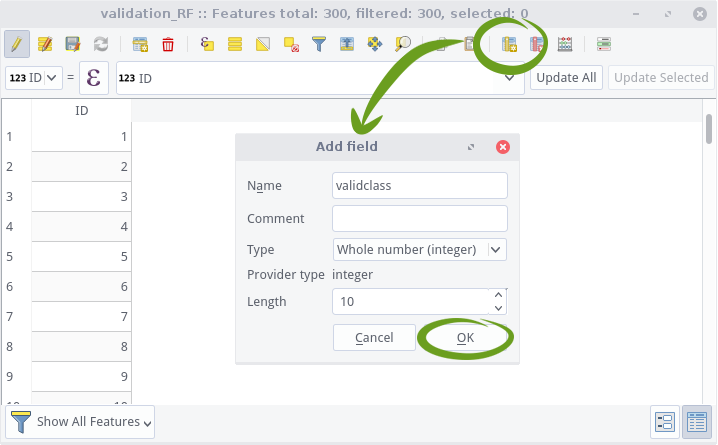 validation_RF :: Features total: 300, filtered: 300, selected: 0
123 ID = ε 123 ID Update All Update Selected
ID
1 1
2 2
3 3
4 4
5 5
6 6
7 7
8 8
9 9
Add field
Name validclass
Comment
Type Whole number (integer)
Provider type integer
Length 10
Cancel OK
Show All Features